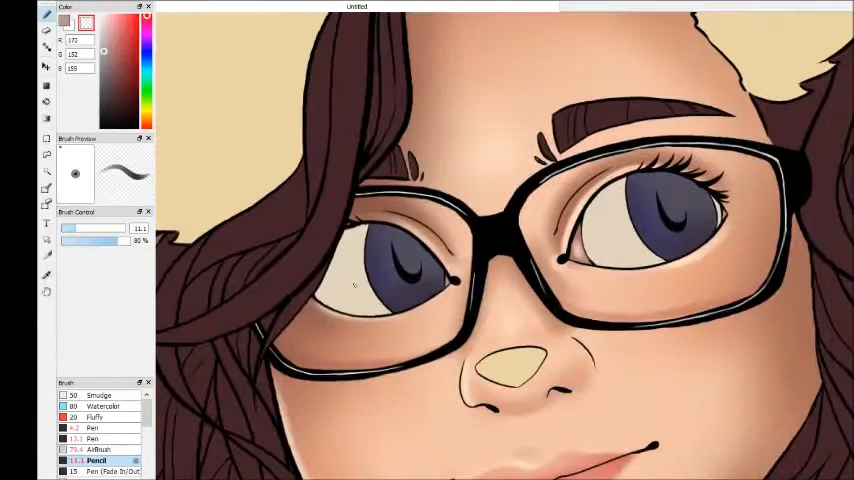 Color
Untitled
R 172
G 152
B 155
Brush Preview
Brush Control
11.1
80 %
Brush
50 Smudge
80 Watercolor
20 Fluffy
4.2 Pen
13.1 Pen
79.4 AirBrush
11.1 Pencil
15 Pen (Fade In/Out